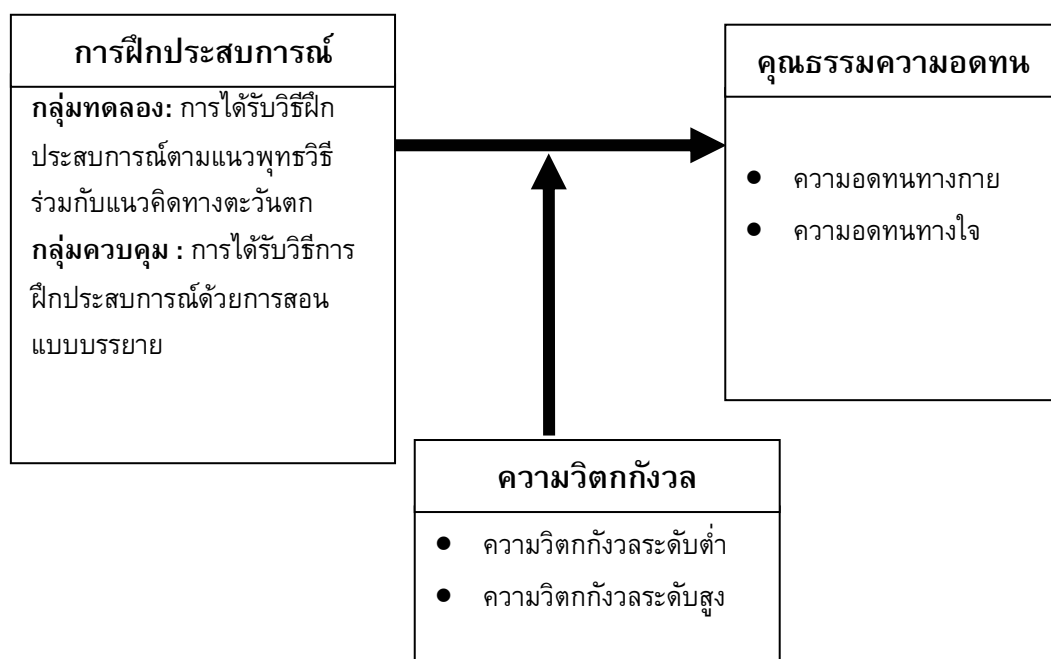 การฝึกประสบการณ์
กลุ่มทดลอง: การได้รับวิธีฝึก
ประสบการณ์ตามแนวพุทธวิธี
ร่วมกับแนวคิดทางตะวันตก
กลุ่มควบคุม : การได้รับวิธีการ
ฝึกประสบการณ์ด้วยการสอน
แบบบรรยาย
คุณธรรมความอดทน
● ความอดทนทางกาย
● ความอดทนทางใจ
ความวิตกกังวล
● ความวิตกกังวลระดับต่ำ
● ความวิตกกังวลระดับสูง